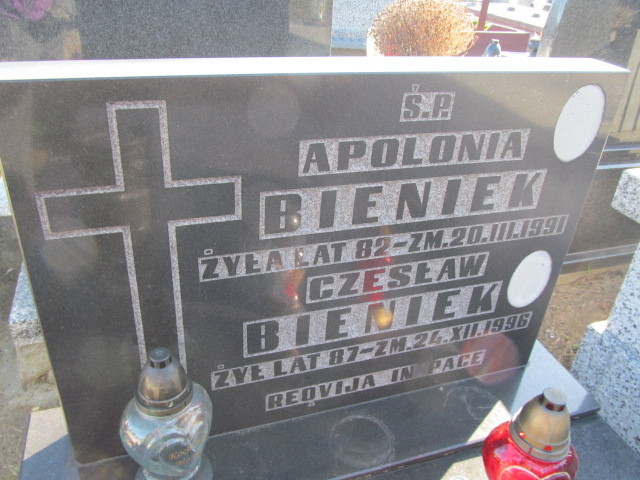 Ś.P.
APOLONIA
BIENIEK
ŻYŁA LAT 82-ZM. 20.III.1991
CZESŁAW
BIENIEK
ŻYŁ LAT 87-ZM. 24.XII.1996
REQVIJA IN PACE